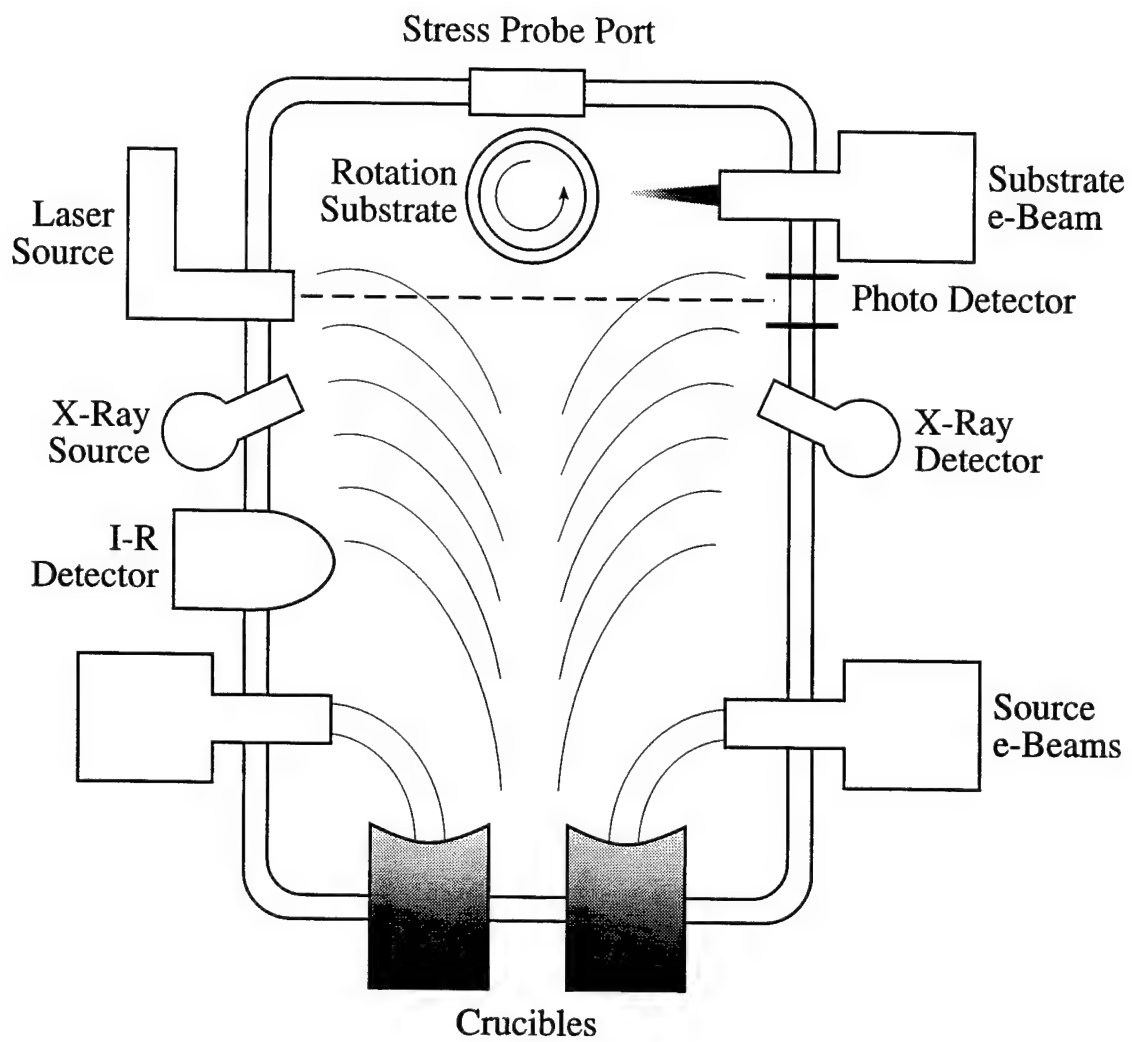 Stress Probe Port
Rotation
Substrate
Substrate
e-Beam
Laser
Source
Photo Detector
X-Ray
Source
X-Ray
Detector
I-R
Detector
Source
e-Beams
Crucibles